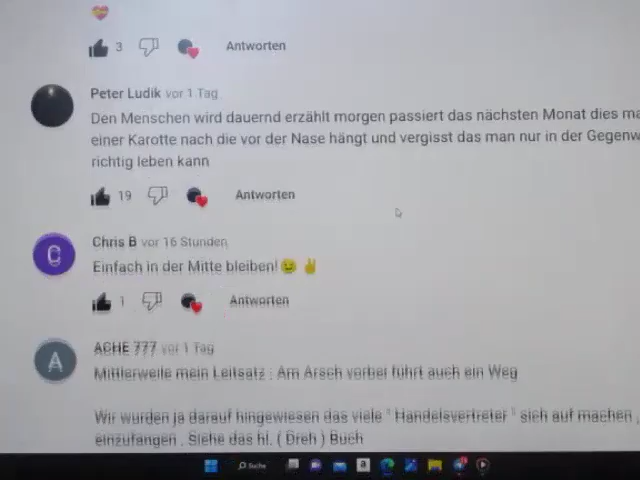 3 Antworten
Peter Ludik vor 1 Tag
Den Menschen wird dauernd erzählt morgen passiert das nächsten Monat dies
einer Karotte nach die vor der Nase hängt und vergisst das man nur in der
richtig leben kann
19 Antworten
C
Chris B vor 16 Stunden
Einfach in der Mitte bleiben! 😉 ✌
1 Antworten
A
ACHE 777 vor 1 Tag
Mittlerweile mein Leitsatz : Am Arsch vorbei führt auch ein Weg
Wir wurden ja darauf hingewiesen das viele " Handelsvertreter " sich auf machen ,
einzufangen . Siehe das hl. ( Dreh ) Buch
Suche